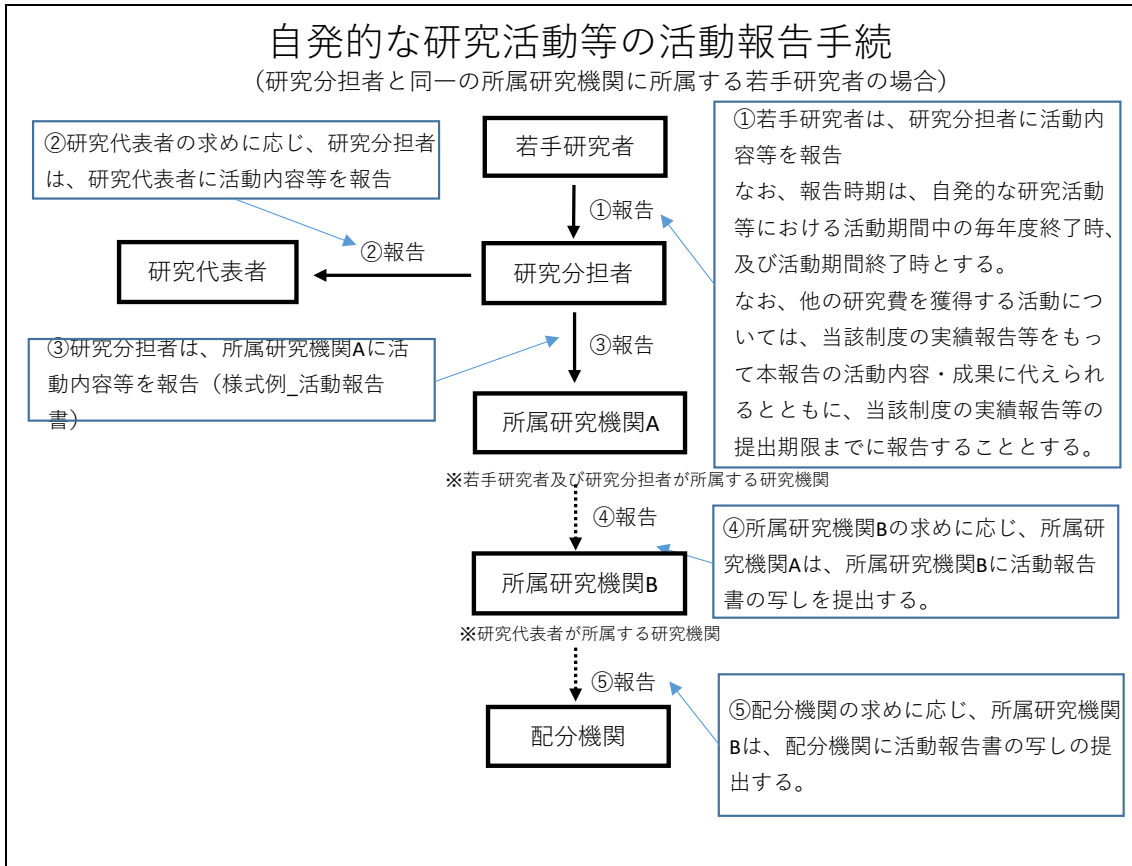 自発的な研究活動等の活動報告手続
（研究分担者と同一の所属研究機関に所属する若手研究者の場合）
②研究代表者の求めに応じ、研究分担者
は、研究代表者に活動内容等を報告
若手研究者
①若手研究者は、研究分担者に活動内
容等を報告
なお、報告時期は、自発的な研究活動
等における活動期間中の毎年度終了時、
及び活動期間終了時とする。
なお、他の研究費を獲得する活動につ
いては、当該制度の実績報告等をもっ
て本報告の活動内容・成果に代えられ
るとともに、当該制度の実績報告等の
提出期限までに報告することとする。
①報告
研究代表者
②報告
研究分担者
③研究分担者は、所属研究機関Aに活
動内容等を報告（様式例_活動報告
書）
③報告
所属研究機関A
※若手研究者及び研究分担者が所属する研究機関
④報告
④所属研究機関Bの求めに応じ、所属研
究機関Aは、所属研究機関Bに活動報告
書の写しを提出する。
所属研究機関B
※研究代表者が所属する研究機関
⑤報告
⑤配分機関の求めに応じ、所属研究機関
Bは、配分機関に活動報告書の写しの提
出する。
配分機関